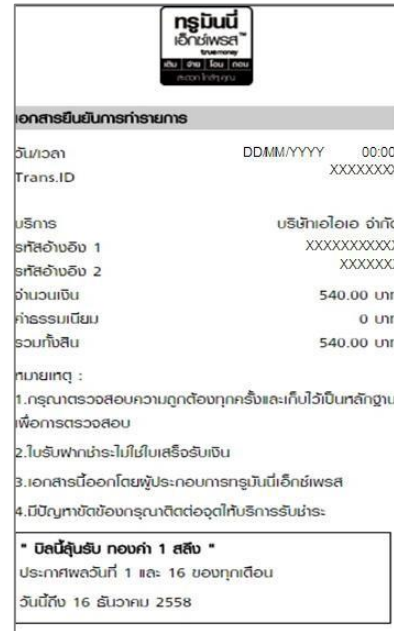 ทรูมันนี่
เอ็กซ์เพรส™
truemoney
เติม จ่าย โอน ถอน
สะดวก ใกล้คุณ
เอกสารยืนยันการทำรายการ
วัน/เวลา DD/MM/YYYY 00:00
Trans.ID XXXXXXXX
บริการ บริษัทเอไอเอ จำกัด
รหัสอ้างอิง 1 XXXXXXXXXX
รหัสอ้างอิง 2 XXXXXX
จำนวนเงิน 540.00 บาท
ค่าธรรมเนียม 0 บาท
รวมทั้งสิ้น 540.00 บาท
หมายเหตุ :
1.กรุณาตรวจสอบความถูกต้องทุกครั้งและเก็บไว้เป็นหลักฐาน
เพื่อการตรวจสอบ
2.ใบรับฝากชำระไม่ใช่ใบเสร็จรับเงิน
3.เอกสารนี้ออกโดยผู้ประกอบการทรูมันนี่เอ็กซ์เพรส
4.มีปัญหาขัดข้องกรุณาติดต่อจุดให้บริการรับชำระ
" บิลนี้ลุ้นรับ ทองคำ 1 สลึง "
ประกาศผลวันที่ 1 และ 16 ของทุกเดือน
วันนี้ถึง 16 ธันวาคม 2558